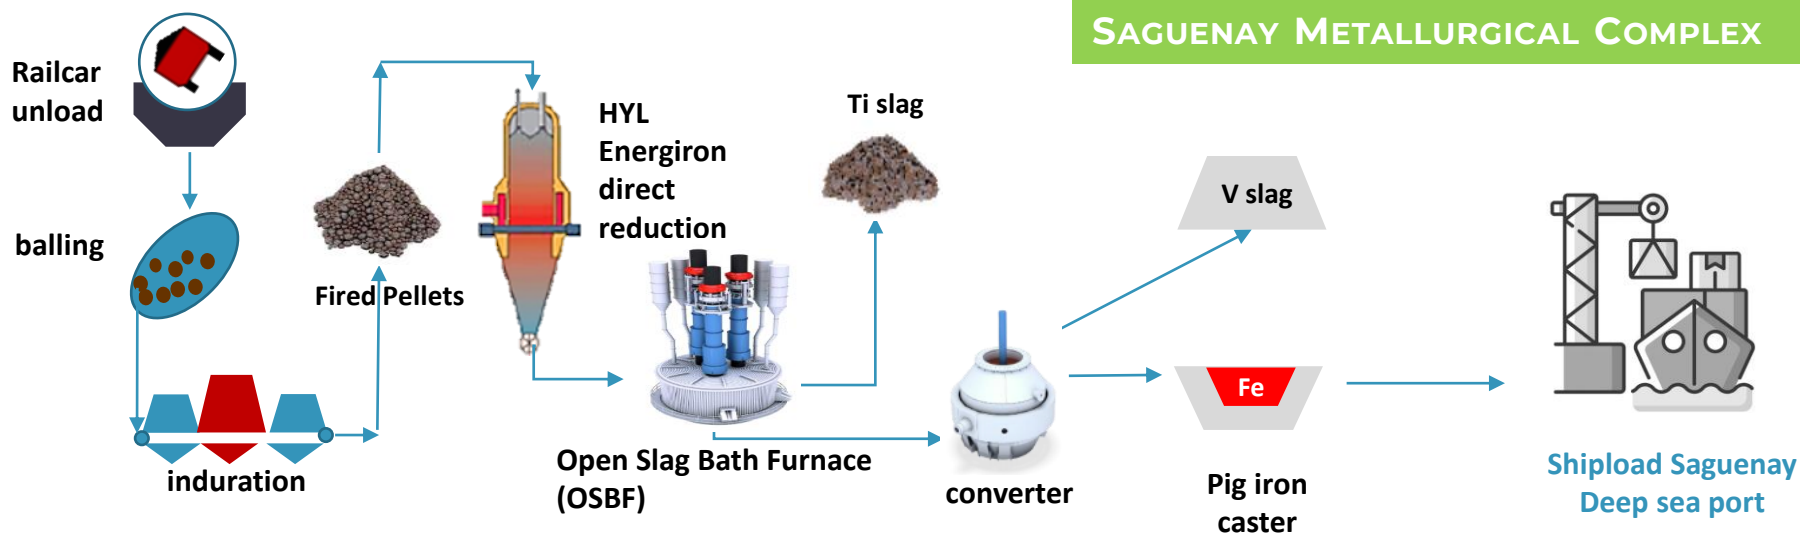 SAGUENAY METALLURGICAL COMPLEX
Railcar
unload
HYL
Energiron
direct
reduction
Ti slag
V slag
balling
Fired Pellets
Fe
induration
Open Slag Bath Furnace
(OSBF)
converter
Pig iron
caster
Shipload Saguenay
Deep sea port